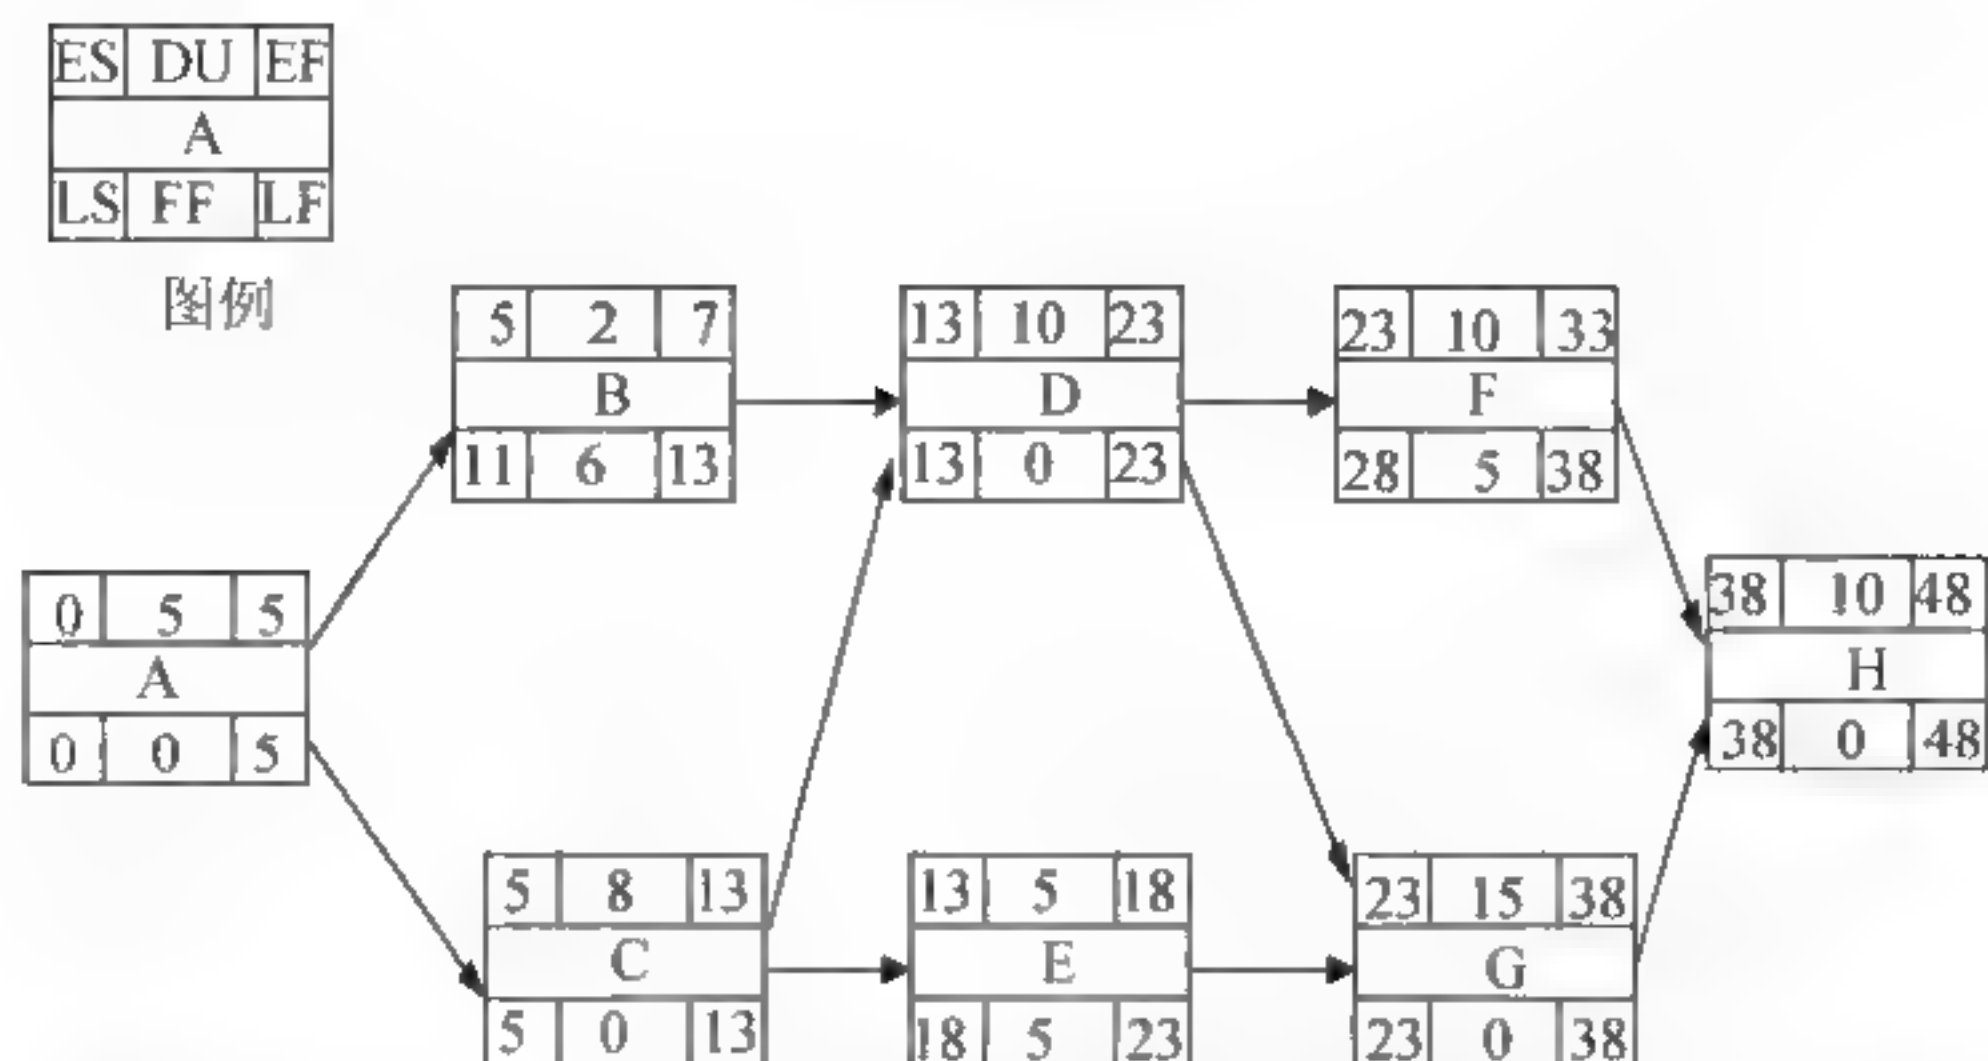 ES DU EF
A
LS FF LF
图例
5 2 7
B
11 6 13
13 10 23
D
13 0 23
23 10 33
F
28 5 38
0 5 5
A
0 0 5
38 10 48
H
38 0 48
5 8 13
C
5 0 13
13 5 18
E
18 5 23
23 15 38
G
23 0 38